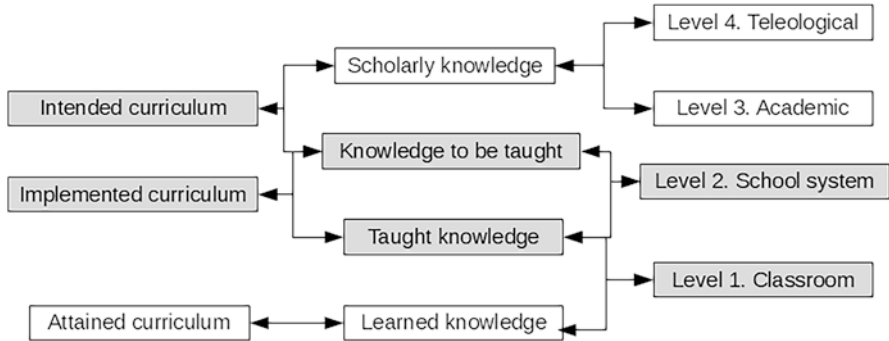 Level 4. Teleological
Scholarly knowledge
Intended curriculum
Level 3. Academic
Knowledge to be taught
Implemented curriculum
Level 2. School system
Taught knowledge
Level 1. Classroom
Attained curriculum
Learned knowledge